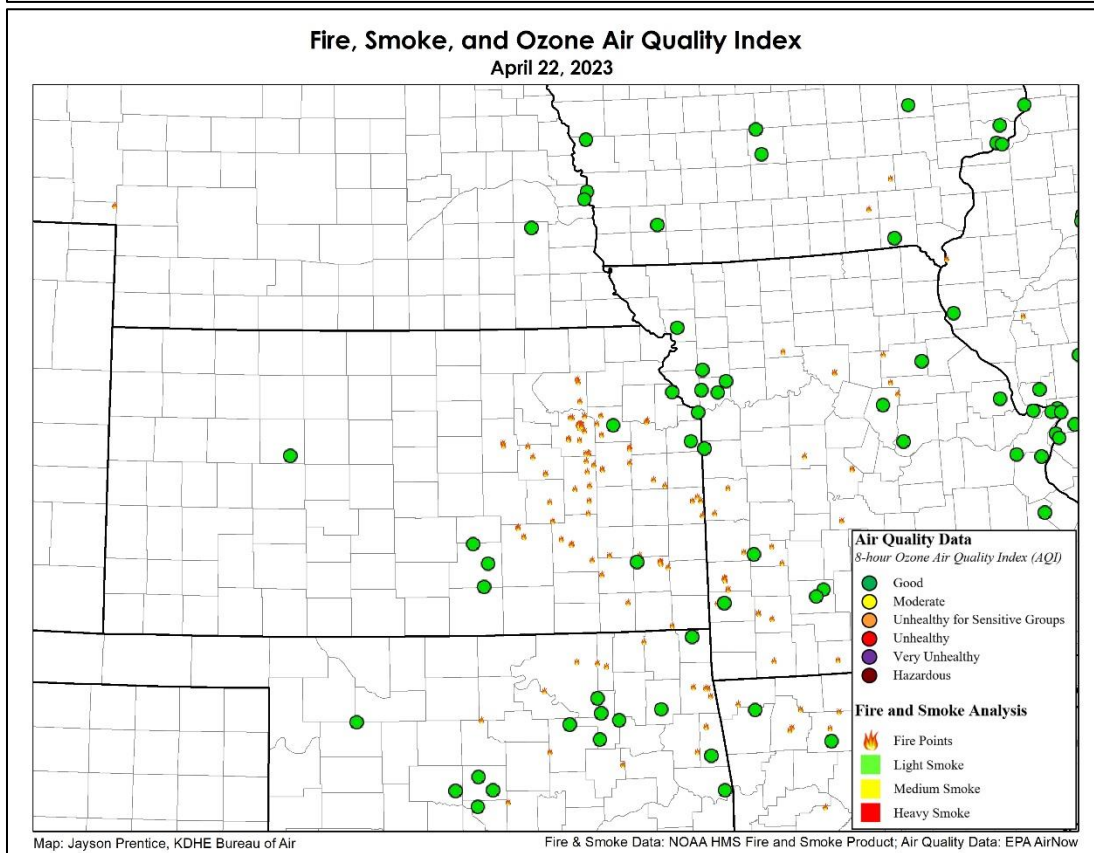 Fire, Smoke, and Ozone Air Quality Index
April 22, 2023
Air Quality Data
8-hour Ozone Air Quality Index (AQI)
Good
Moderate
Unhealthy for Sensitive Groups
Unhealthy
Very Unhealthy
Hazardous
Fire and Smoke Analysis
Fire Points
Light Smoke
Medium Smoke
Heavy Smoke
Map: Jayson Prentice, KDHE Bureau of Air
Fire & Smoke Data: NOAA HMS Fire and Smoke Product; Air Quality Data: EPA AirNow